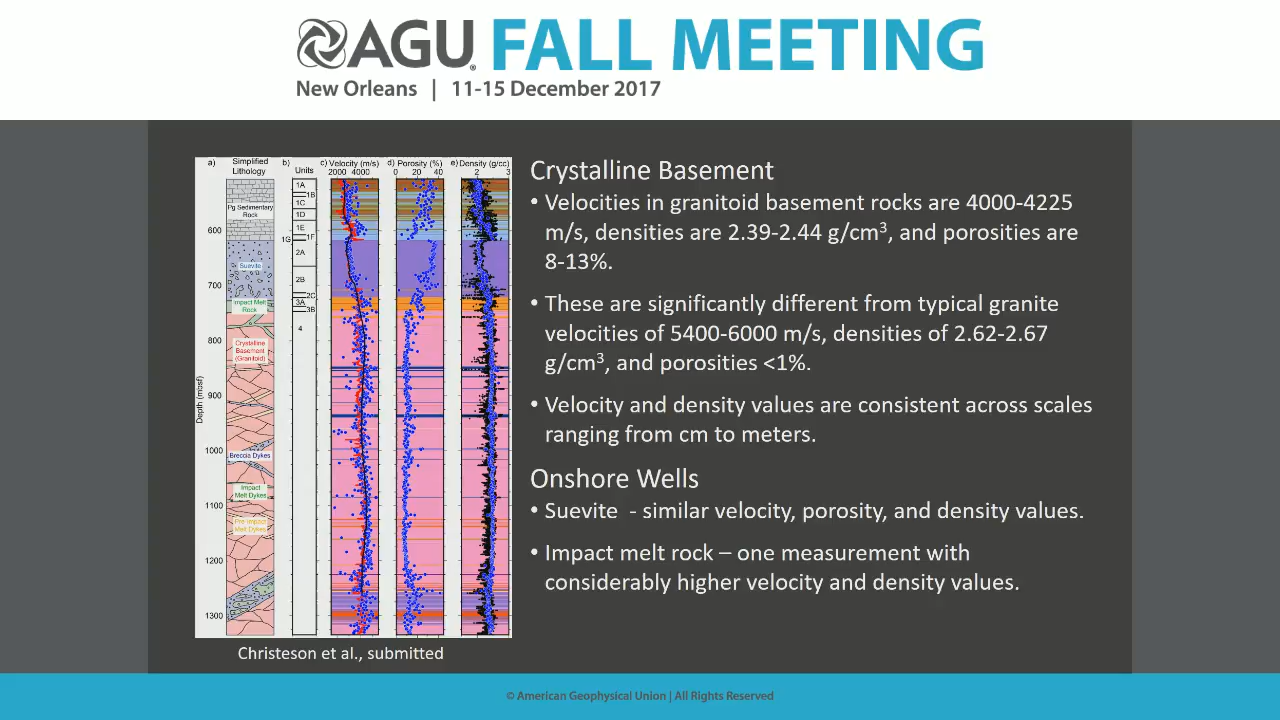 AGU FALL MEETING
New Orleans | 11-15 December 2017
a) Simplified Lithology b) Units c) Velocity (m/s) d) Porosity (%) e) Density (g/cc)
2000 4000 0 20 40 2 3
Depth (mbsf)
600
700
800
900
1000
1100
1200
1300
Pg Sedimentary
Rock
Suevite
Impact Melt
Rock
Crystalline
Basement
(Granitoid)
Breccia Dykes
Impact
Melt Dykes
Pre-Impact
Melt Dykes
1A
1B
1C
1D
1E
1F
1G
2A
2B
2C
3A
3B
4
Christeson et al., submitted
Crystalline Basement
• Velocities in granitoid basement rocks are 4000-4225
m/s, densities are 2.39-2.44 g/cm³, and porosities are
8-13%.
• These are significantly different from typical granite
velocities of 5400-6000 m/s, densities of 2.62-2.67
g/cm³, and porosities <1%.
• Velocity and density values are consistent across scales
ranging from cm to meters.
Onshore Wells
• Suevite - similar velocity, porosity, and density values.
• Impact melt rock – one measurement with
considerably higher velocity and density values.
© American Geophysical Union | All Rights Reserved